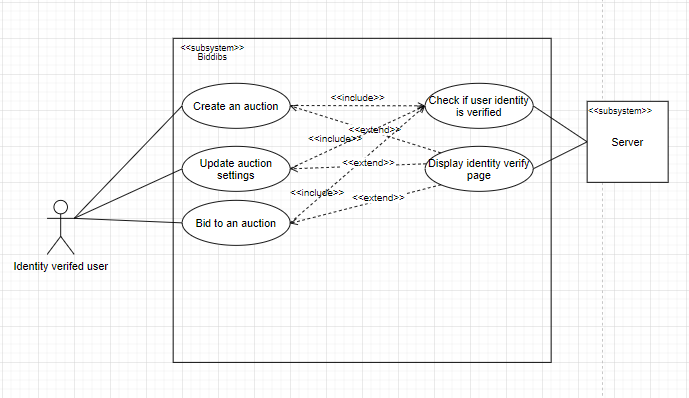 <<subsystem>>
Biddibs
Create an auction
<<include>>
Check if user identity
is verified
<<subsystem>>
Server
<<extend>>
<<include>>
Update auction
settings
<<extend>>
Display identity verify
page
<<include>>
<<extend>>
Bid to an auction
Identity verifed user